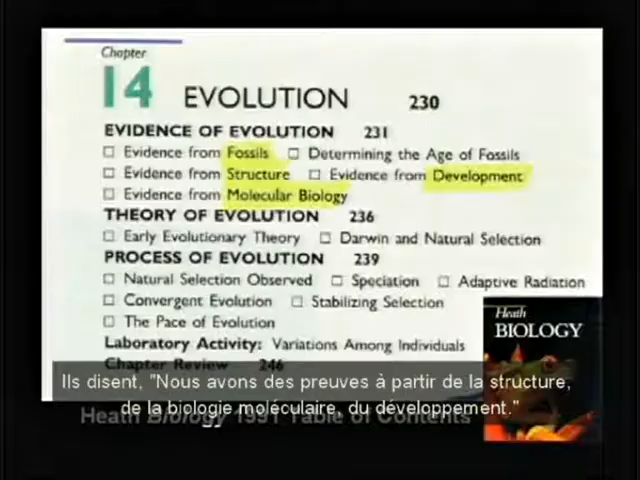 Chapter
14 EVOLUTION 230
EVIDENCE OF EVOLUTION 231
□ Evidence from Fossils □ Determining the Age of Fossils
□ Evidence from Structure □ Evidence from Development
□ Evidence from Molecular Biology
THEORY OF EVOLUTION 236
□ Early Evolutionary Theory □ Darwin and Natural Selection
PROCESS OF EVOLUTION 239
□ Natural Selection Observed □ Speciation □ Adaptive Radiation
□ Convergent Evolution □ Stabilizing Selection
□ The Pace of Evolution
Laboratory Activity: Variations Among Individuals
Chapter Review 246
Heath
BIOLOGY
Ils disent, "Nous avons des preuves à partir de la structure,
de la biologie moléculaire, du développement."
Heath Biology 1991 Table of Contents